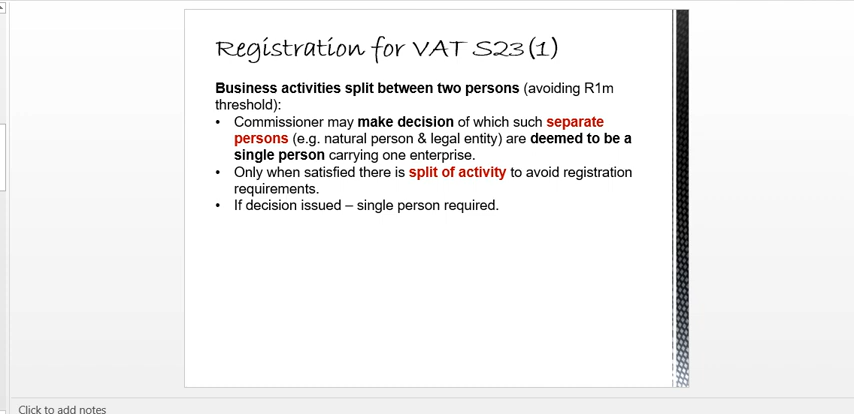 Registration for VAT S23(1)
Business activities split between two persons (avoiding R1m
threshold):
• Commissioner may make decision of which such separate
persons (e.g. natural person & legal entity) are deemed to be a
single person carrying one enterprise.
• Only when satisfied there is split of activity to avoid registration
requirements.
• If decision issued – single person required.
Click to add notes